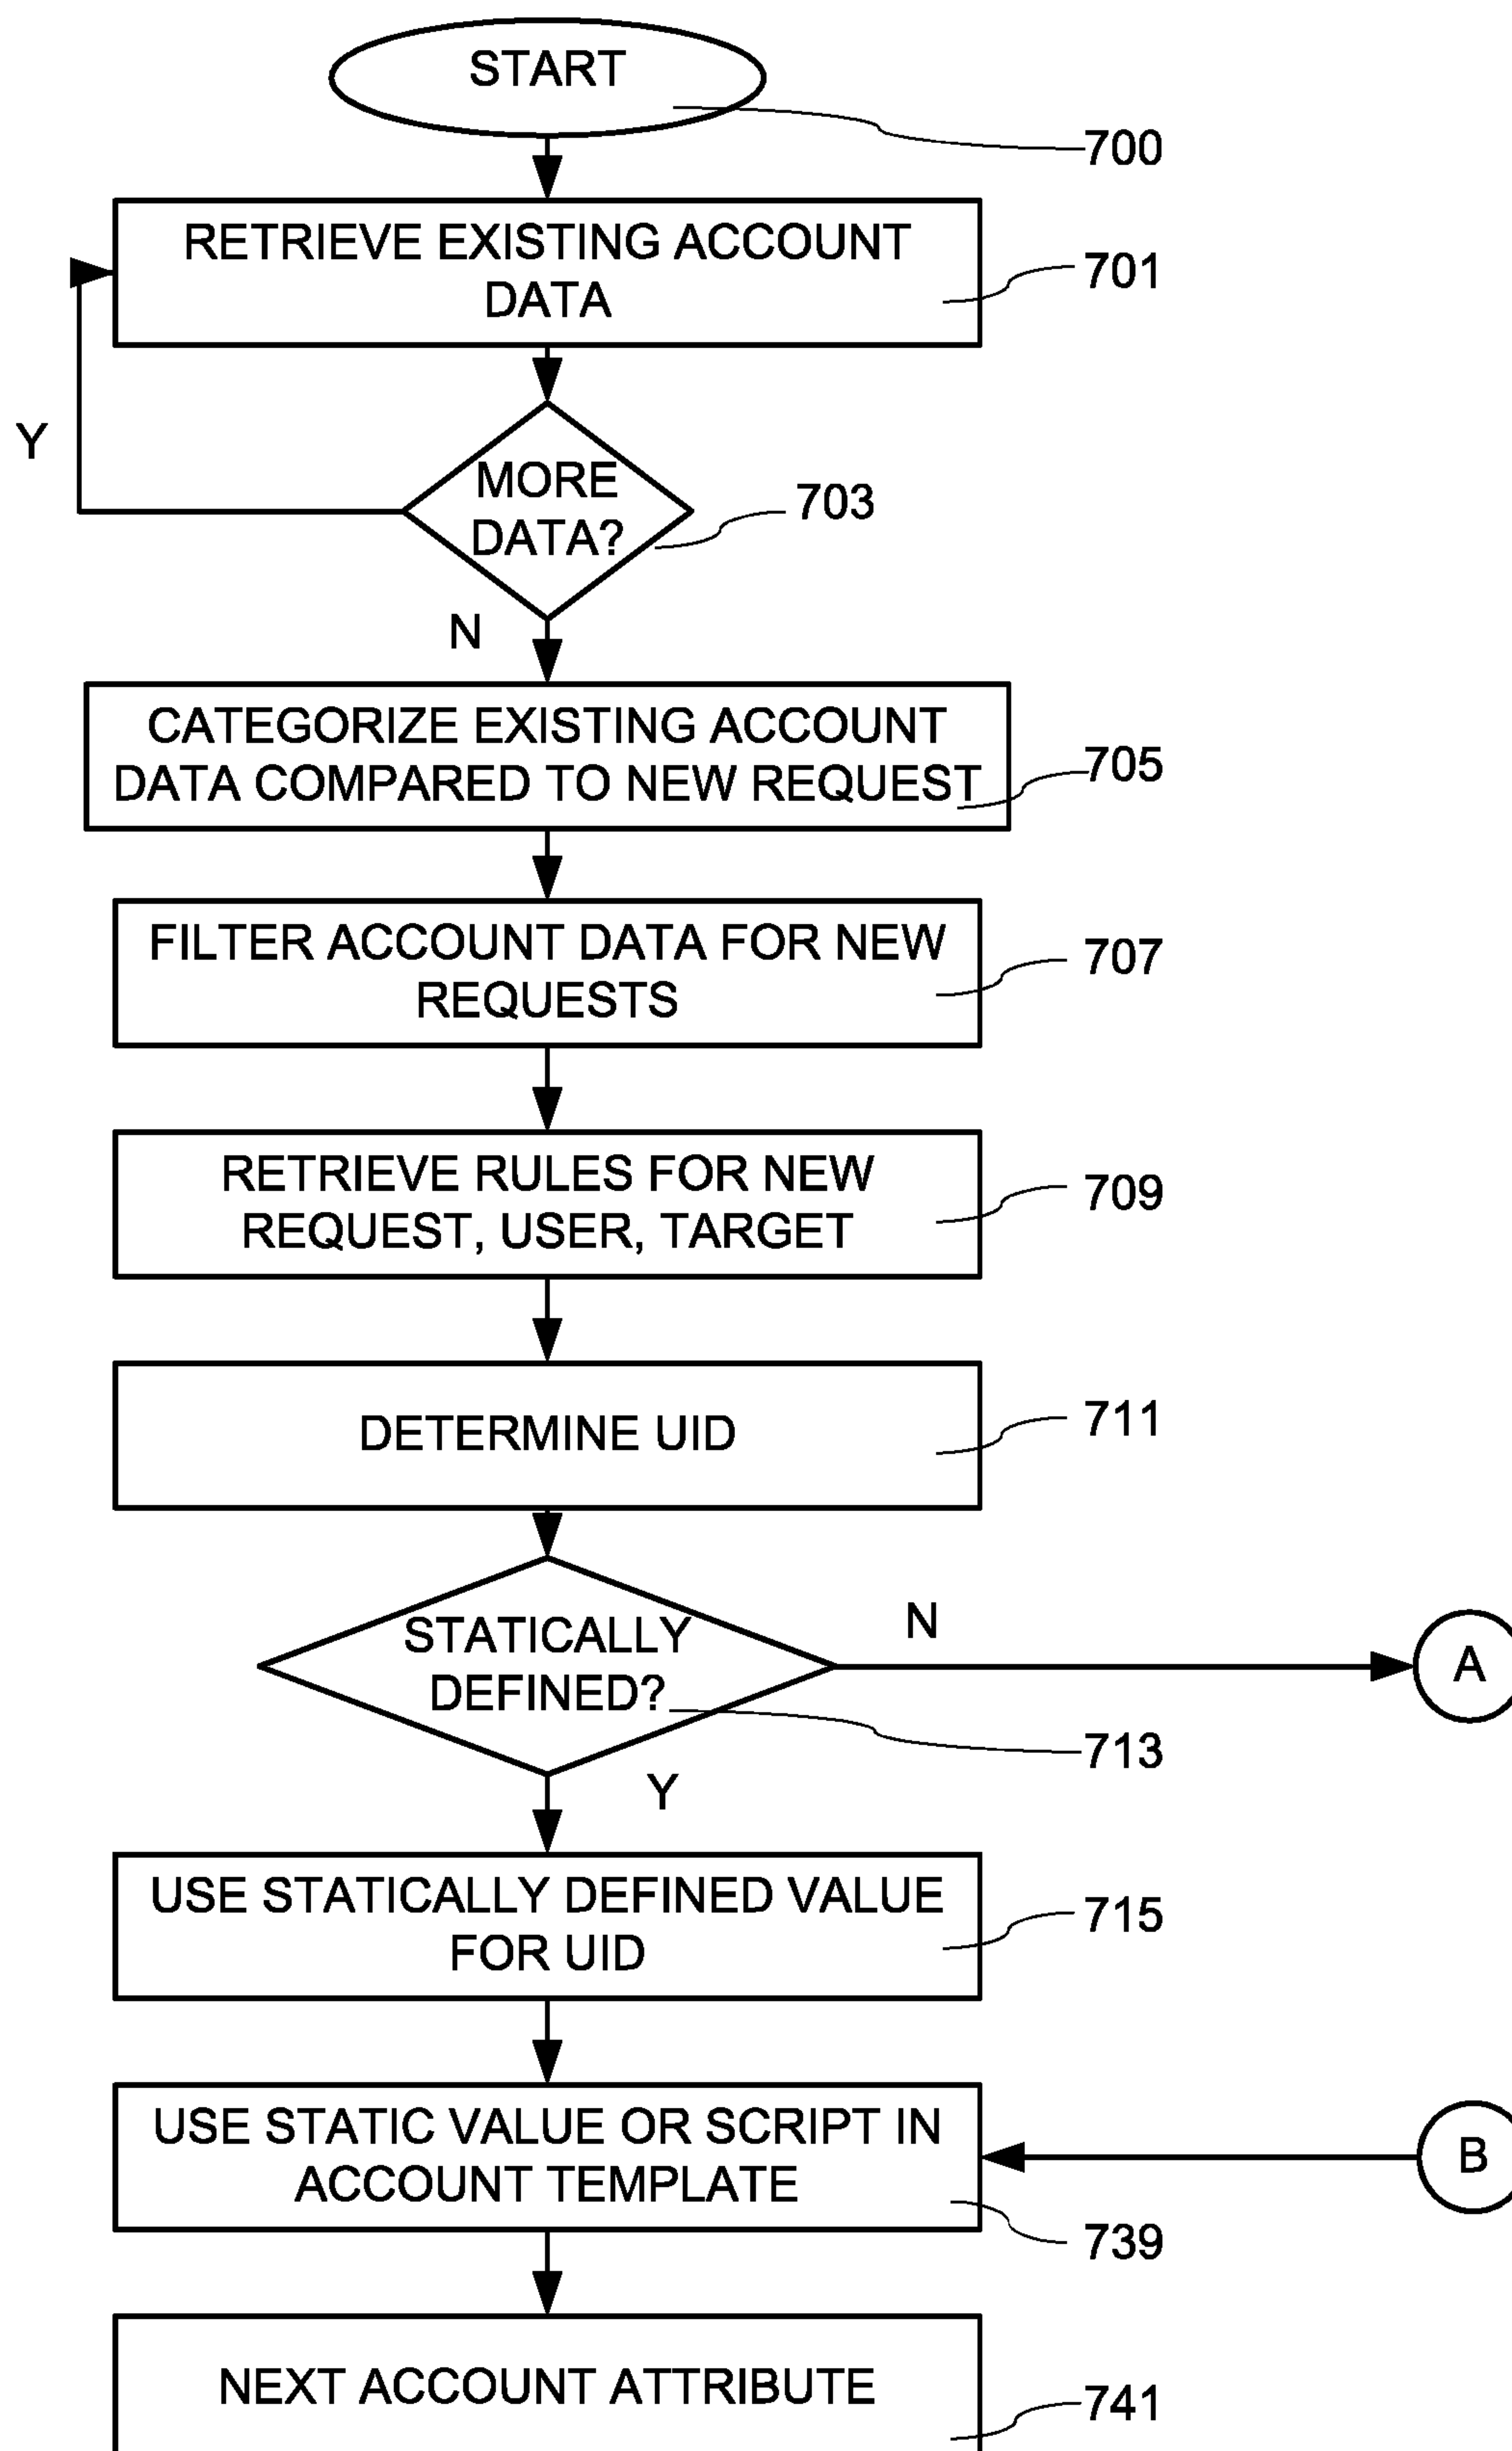 START
700
RETRIEVE EXISTING ACCOUNT
DATA
701
Y
MORE
DATA?
703
N
CATEGORIZE EXISTING ACCOUNT
DATA COMPARED TO NEW REQUEST
705
FILTER ACCOUNT DATA FOR NEW
REQUESTS
707
RETRIEVE RULES FOR NEW
REQUEST, USER, TARGET
709
DETERMINE UID
711
STATICALLY
DEFINED?
N
A
713
Y
USE STATICALLY DEFINED VALUE
FOR UID
715
USE STATIC VALUE OR SCRIPT IN
ACCOUNT TEMPLATE
B
739
NEXT ACCOUNT ATTRIBUTE
741